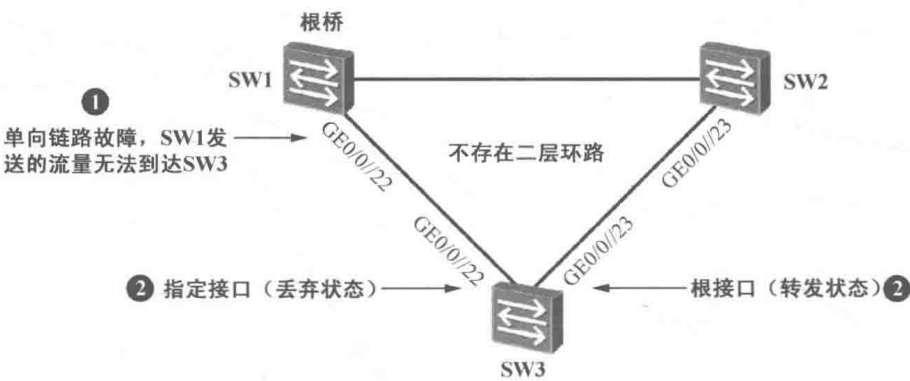 根桥
SW1
SW2
❶
单向链路故障，SW1发
送的流量无法到达SW3
GE0/0//22
不存在二层环路
GE0/0//23
GE0/0//22
GE0/0//23
❷ 指定接口（丢弃状态）
根接口（转发状态）❷
SW3